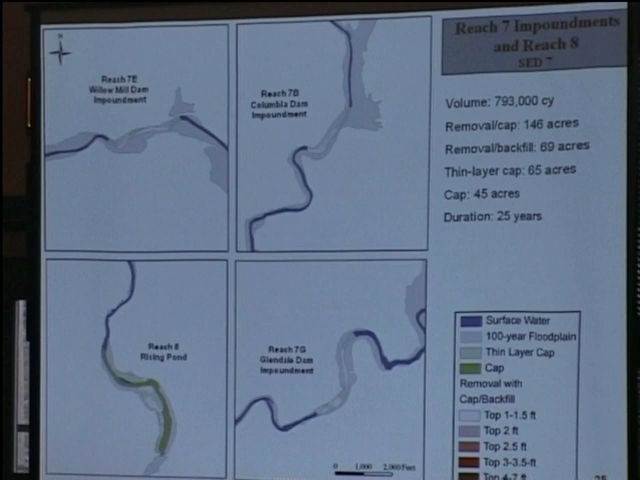 Reach 7 Impoundments
and Reach 8
N
Reach 7E
Willow Mill Dam
Impoundment
Reach 7B
Columbia Dam
Impoundment
Volume: 793,000 cy
Removal/cap: 146 acres
Removal/backfill: 69 acres
Thin-layer cap: 65 acres
Cap: 45 acres
Duration: 25 years
Reach 8
Rising Pond
Reach 7G
Glendale Dam
Impoundment
0 1,000 2,000 Feet
Surface Water
100-year Floodplain
Thin Layer Cap
Cap
Removal with
Cap/Backfill
Top 1-1.5 ft
Top 2 ft
Top 2.5 ft
Top 3-3.5-ft
Top 4-7 ft